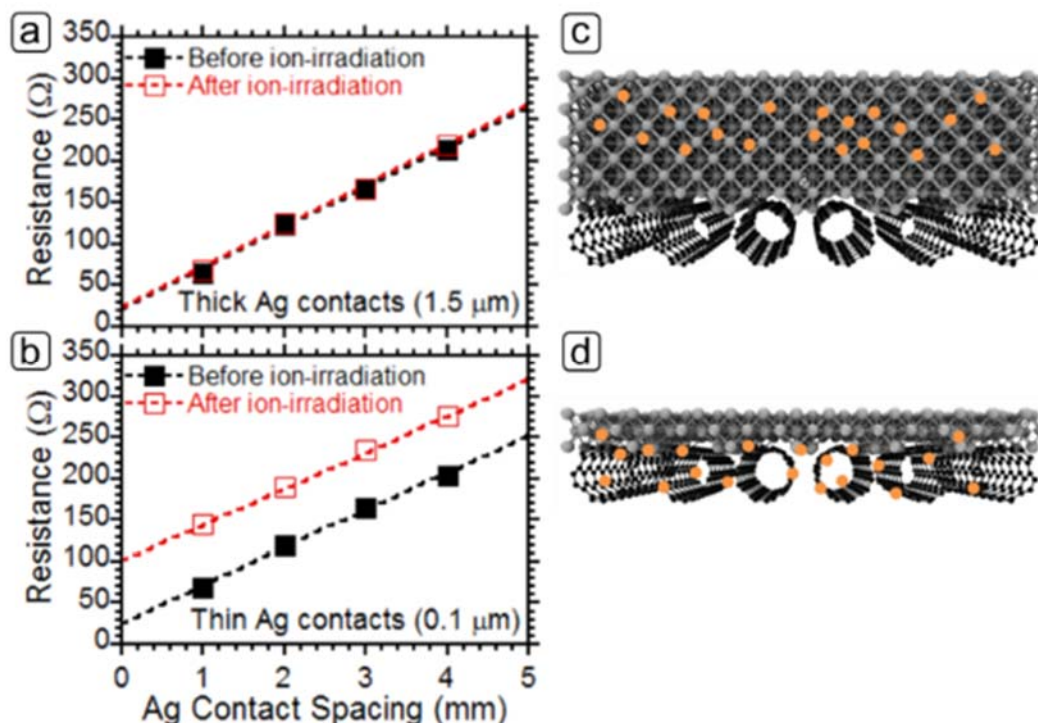 a
350
300
250
200
150
100
50
0
Resistance (Ω)
Before ion-irradiation
After ion-irradiation
Thick Ag contacts (1.5 μm)
b
350
300
250
200
150
100
50
0
Resistance (Ω)
Before ion-irradiation
After ion-irradiation
Thin Ag contacts (0.1 μm)
0 1 2 3 4 5
Ag Contact Spacing (mm)
c
d